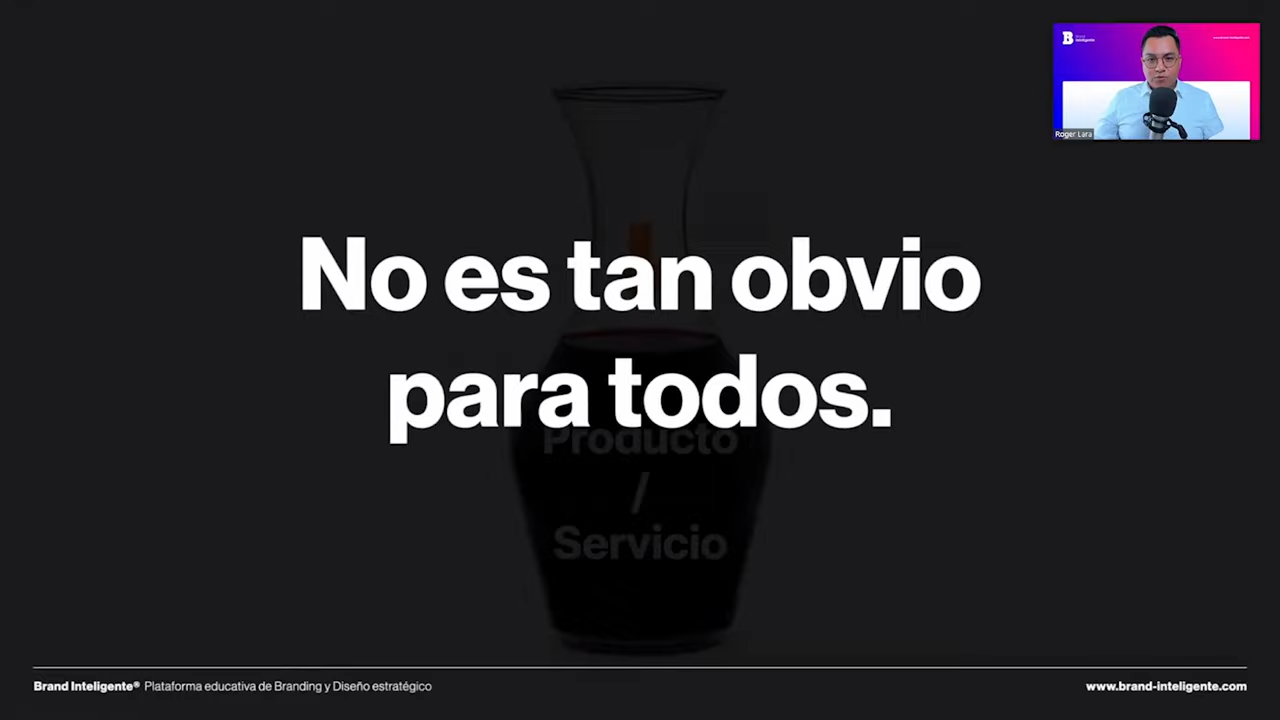 No es tan obvio
para todos.
Producto
/
Servicio
Roger Lara
Brand Inteligente® Plataforma educativa de Branding y Diseño estratégico
www.brand-inteligente.com